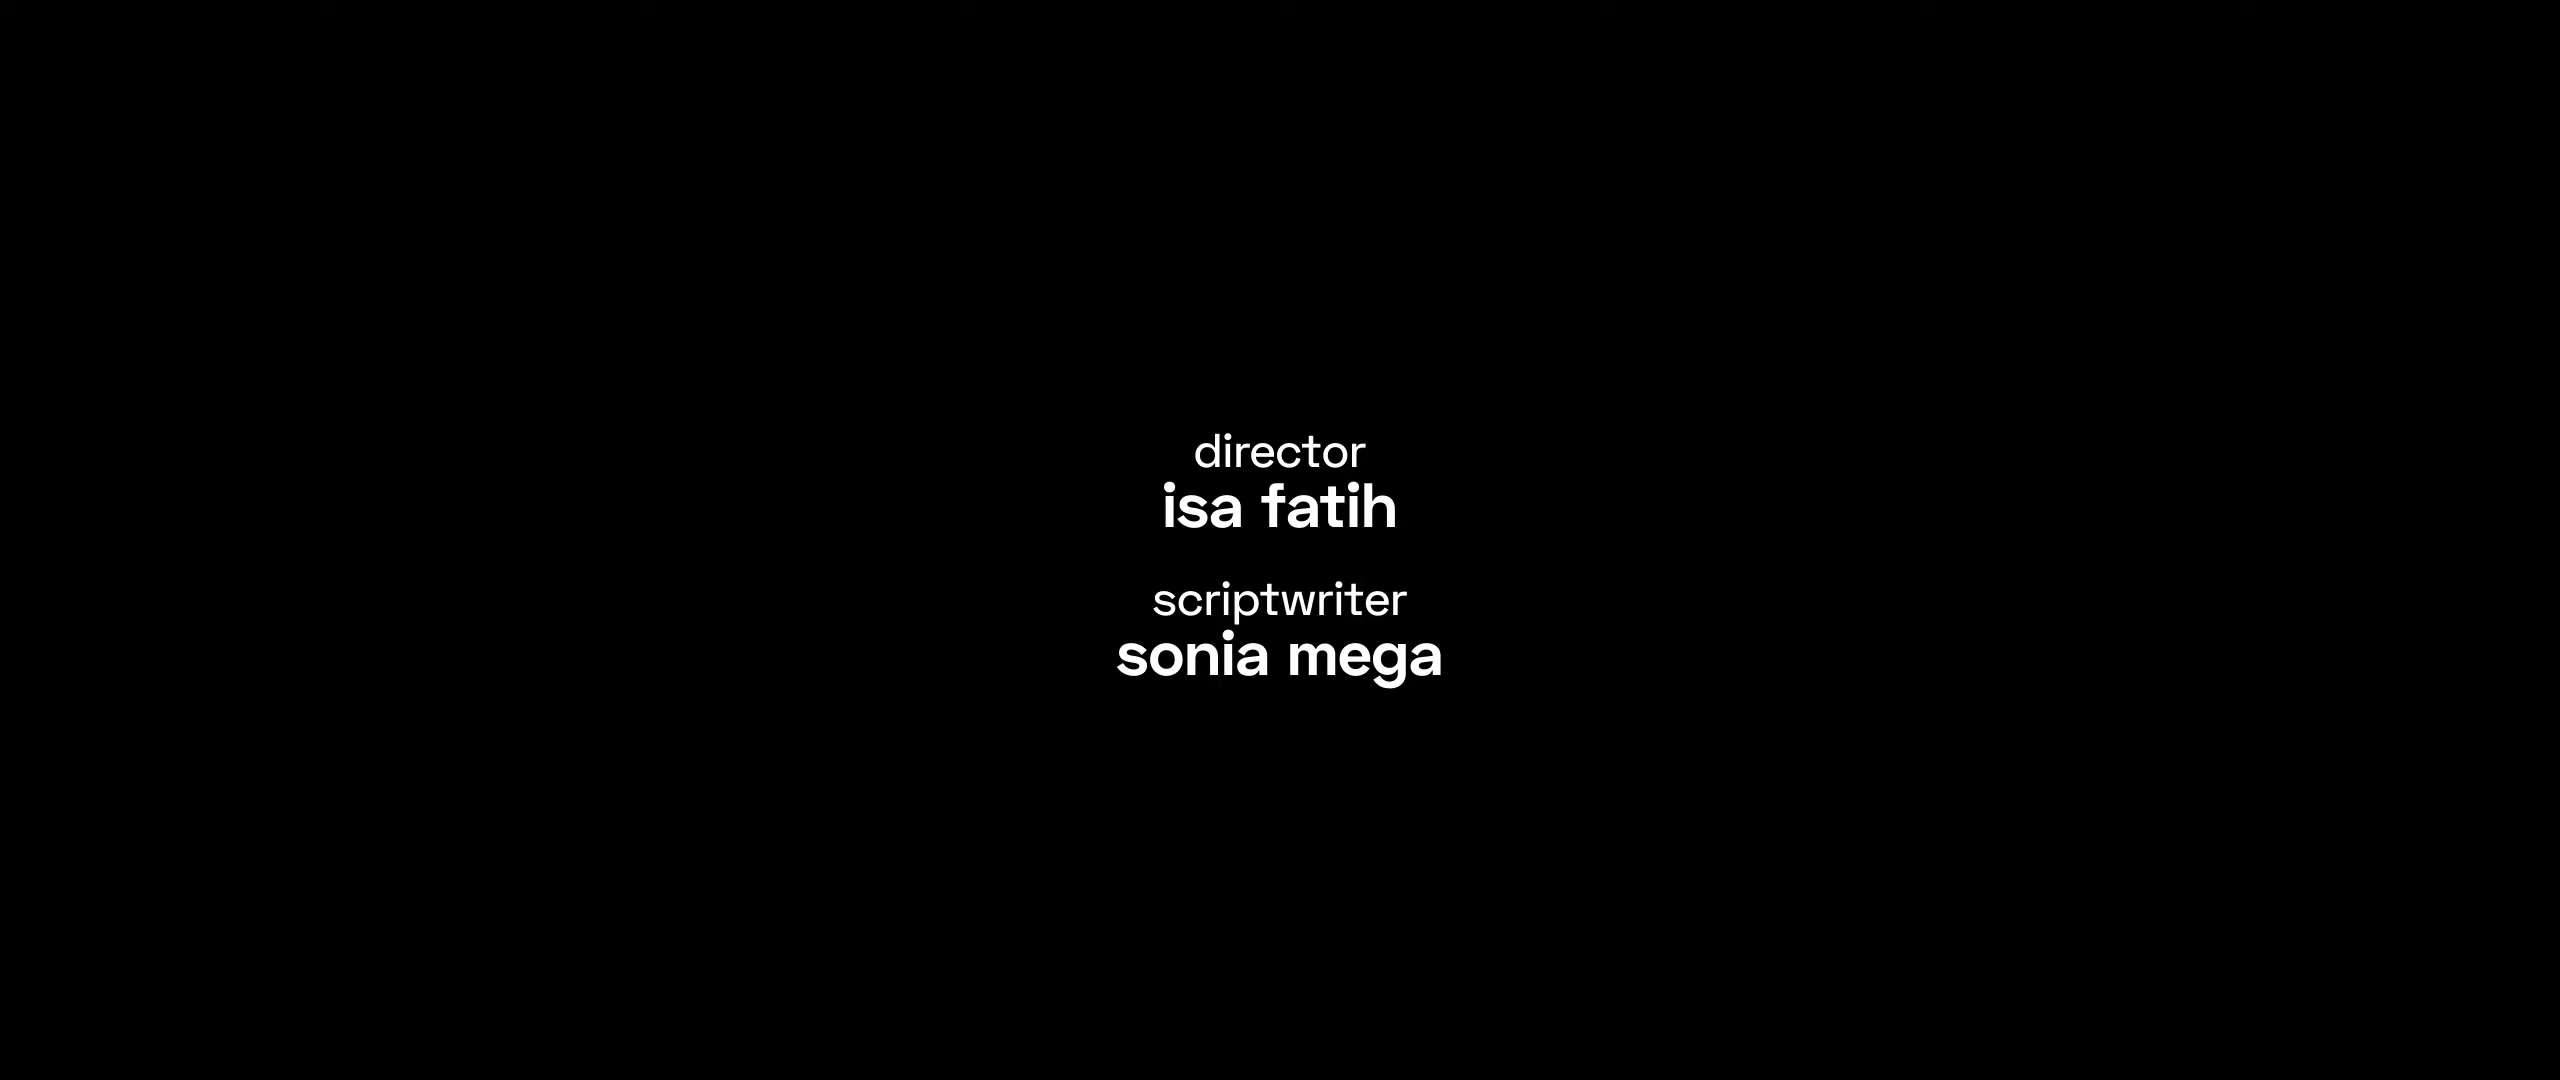 director
isa fatih
scriptwriter
sonia mega